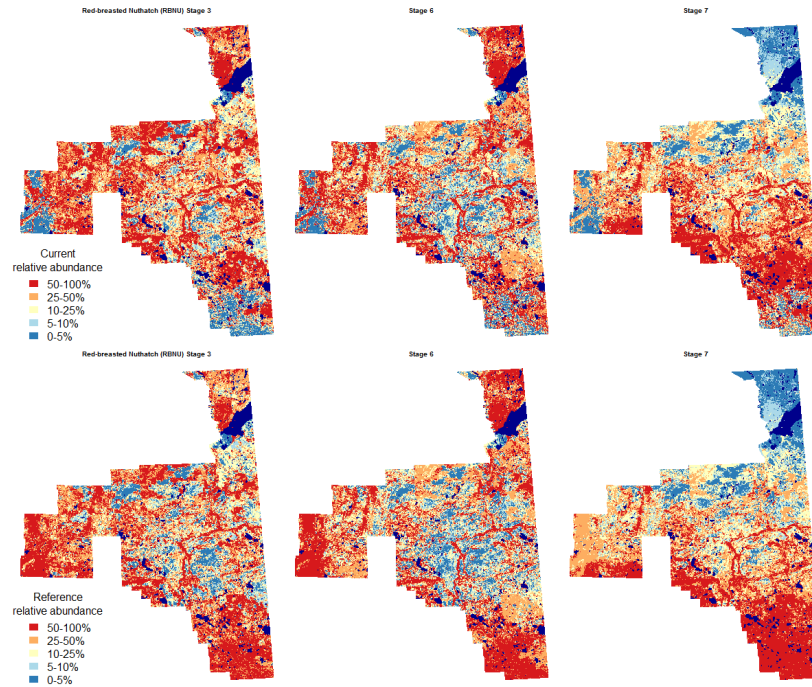 Red-breasted Nuthatch (RBNU) Stage 3
Stage 6
Stage 7
Current
relative abundance
50-100%
25-50%
10-25%
5-10%
0-5%
Red-breasted Nuthatch (RBNU) Stage 3
Stage 6
Stage 7
Reference
relative abundance
50-100%
25-50%
10-25%
5-10%
0-5%